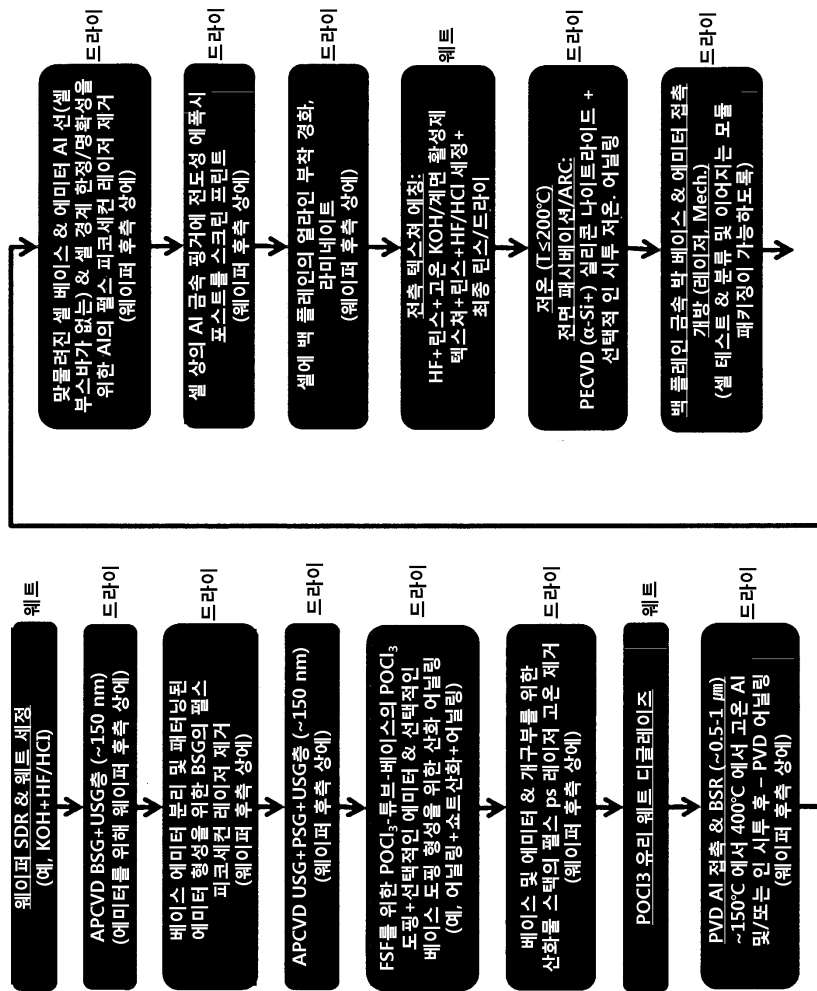 웨이퍼 SDR & 웨트 세정
(예, KOH+HF/HCl)
웨트
APCVD BSG+USG층 (~150 nm)
(에미터를 위해 웨이퍼 후측 상에)
드라이
베이스 에미터 분리 및 패터닝된
에미터 형성을 위한 BSG의 펄스
피코세컨 레이저 제거
(웨이퍼 후측 상에)
드라이
APCVD USG+PSG+USG층 (~150 nm)
(웨이퍼 후측 상에)
드라이
FSF를 위한 POCl₃-튜브-베이스의 POCl₃
도핑+선택적인 에미터 & 선택적인
베이스 도핑 형성을 위한 산화 어닐링
(예, 어닐링+쇼트산화+어닐링)
드라이
베이스 및 에미터 & 개구부를 위한
산화물 스택의 펄스 ps 레이저 고온 제거
(웨이퍼 후측 상에)
드라이
POCl3 유리 웨트 디글레이즈
웨트
PVD Al 접촉 & BSR (~0.5-1 ㎛)
~150℃ 에서 400℃ 에서 고온 Al
및/또는 인 시투 후 – PVD 어닐링
(웨이퍼 후측 상에)
드라이
맞물려진 셀 베이스 & 에미터 Al 선(셀
부스바가 없는) & 셀 경계 한정/명확성을
위한 Al의 펄스 피코세컨 레이저 제거
(웨이퍼 후측 상에)
드라이
셀 상의 Al 금속 핑거에 전도성 에폭시
포스트를 스크린 프린트
(웨이퍼 후측 상에)
드라이
셀에 백 플레인의 얼라인 부착 경화,
라미네이트
(웨이퍼 후측 상에)
드라이
전측 텍스쳐 에칭:
HF+린스+고온 KOH/계면 활성제
텍스쳐+린스+HF/HCl 세정+
최종 린스/드라이
웨트
저온 (T≤200℃)
전면 패시베이션/ARC:
PECVD (α-Si+) 실리콘 나이트라이드 +
선택적 인 시투 저온. 어닐링
드라이
백 플레인 금속 박 베이스 & 에미터 접촉
개방 (레이저, Mech.)
(셀 테스트 & 분류 및 이어지는 모듈
패키징이 가능하도록)
드라이